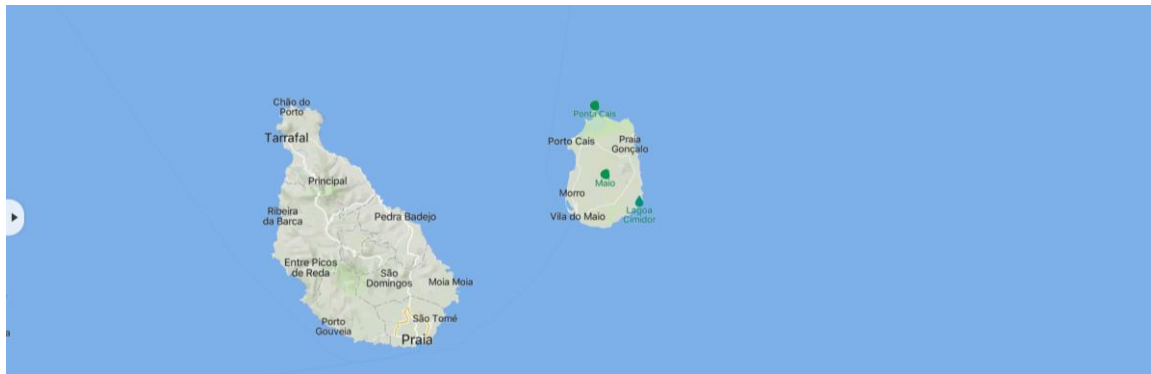 Chão do
Porto
Tarrafal
Principal
Ribeira
da Barca
Pedra Badejo
Entre Picos
de Reda
São
Domingos
Moia Moia
Porto
Gouveia
São Tomé
Praia
Ponta Cais
Porto Cais
Praia
Gonçalo
Maio
Morro
Vila do Maio
Lagoa
Cimidor
a